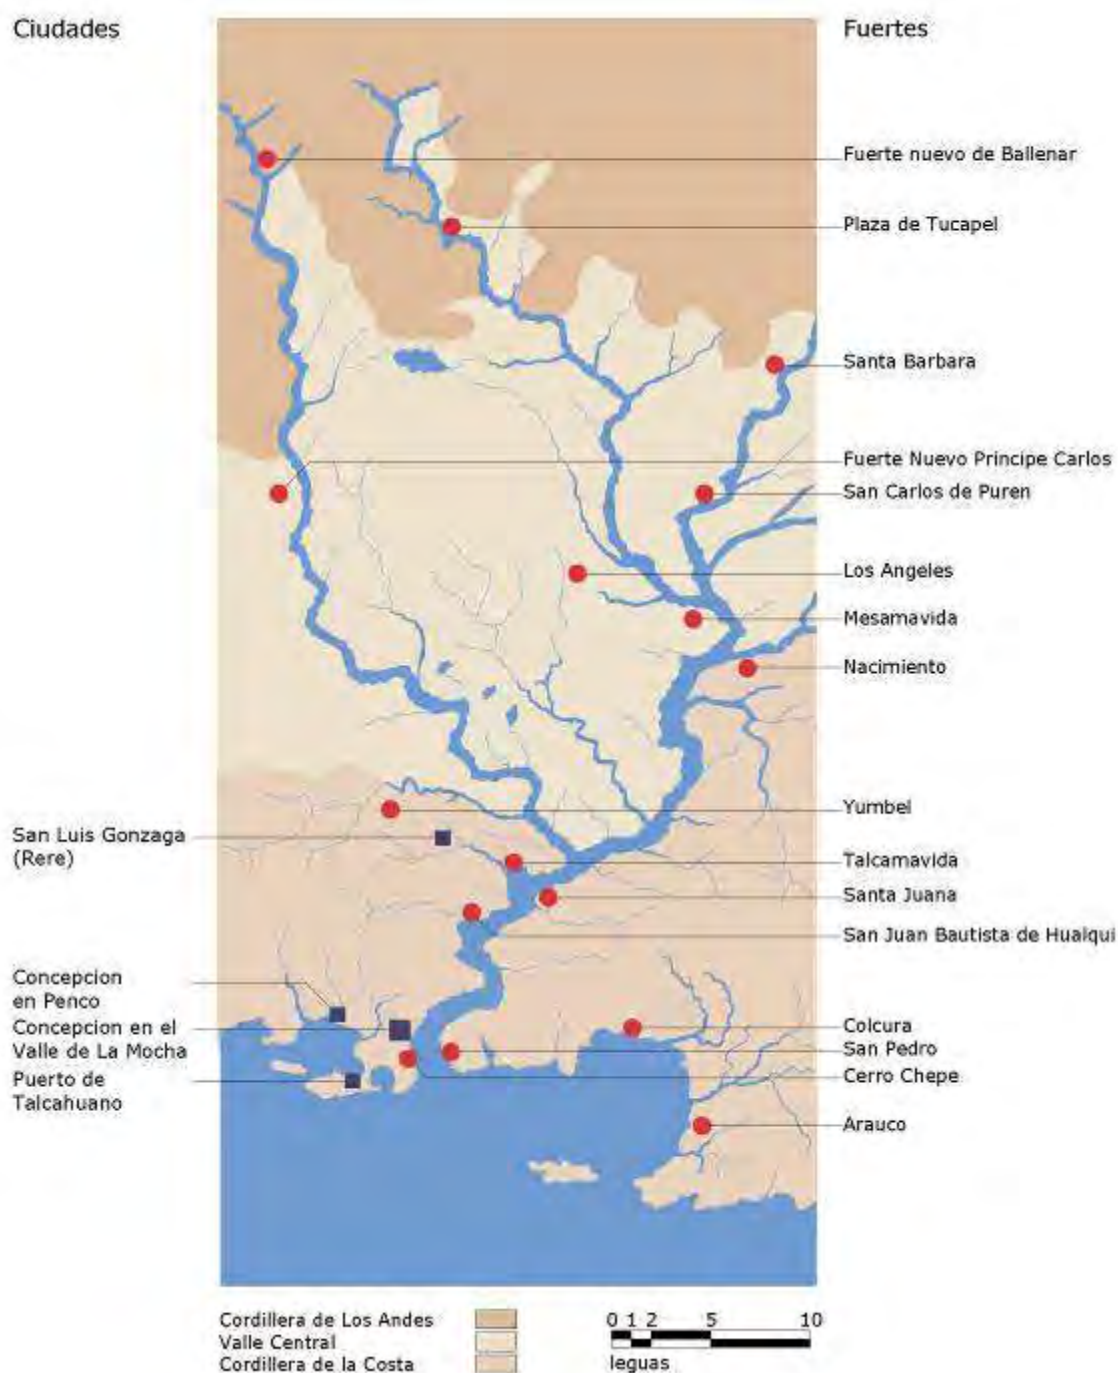 Ciudades
Fuertes
Fuerte nuevo de Ballenar
Plaza de Tucapel
Santa Barbara
Fuerte Nuevo Principe Carlos
San Carlos de Puren
Los Angeles
Mesamavida
Nacimiento
Yumbel
San Luis Gonzaga
(Rere)
Talcamavida
Santa Juana
San Juan Bautista de Hualqui
Concepcion
en Penco
Concepcion en el
Valle de La Mocha
Puerto de
Talcahuano
Colcura
San Pedro
Cerro Chepe
Arauco
Cordillera de Los Andes
Valle Central
Cordillera de la Costa
0 1 2 5 10
leguas